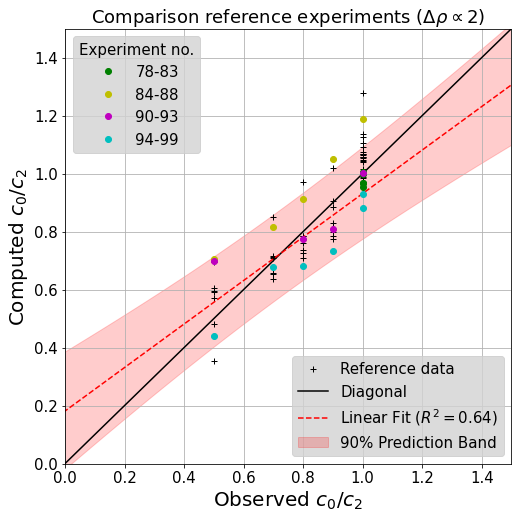 Comparison reference experiments (Δρ ∝ 2)
Computed c₀/c₂
1.4
1.2
1.0
0.8
0.6
0.4
0.2
0.0
Experiment no.
78-83
84-88
90-93
94-99
Reference data
Diagonal
Linear Fit (R² = 0.64)
90% Prediction Band
0.0 0.2 0.4 0.6 0.8 1.0 1.2 1.4
Observed c₀/c₂